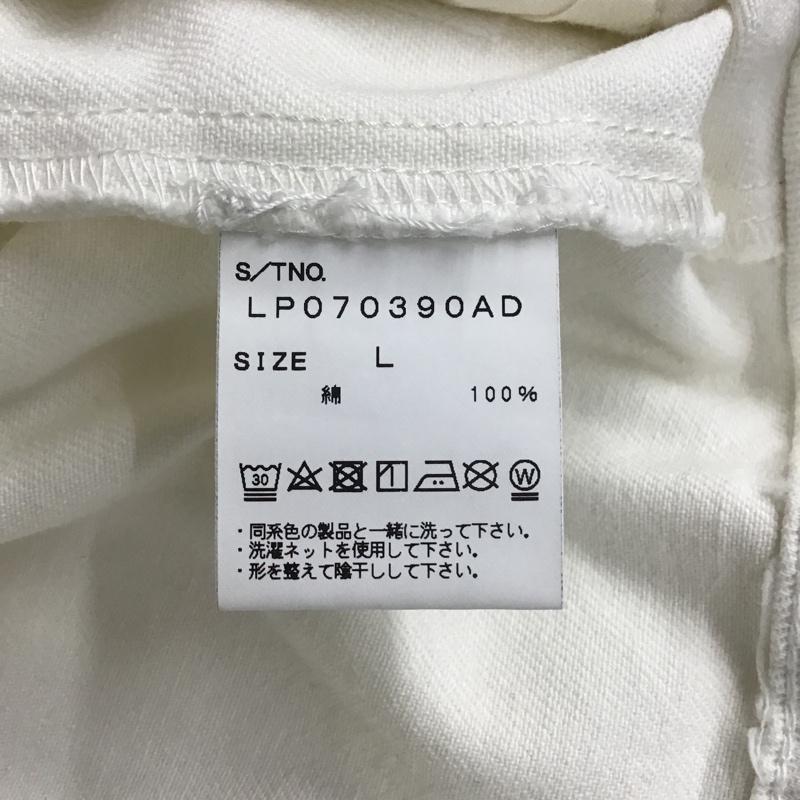 S/TNO.
LP070390AD
SIZE L
綿 100%
30 1 W
・同系色の製品と一緒に洗って下さい。
・洗濯ネットを使用して下さい。
・形を整えて陰干しして下さい。